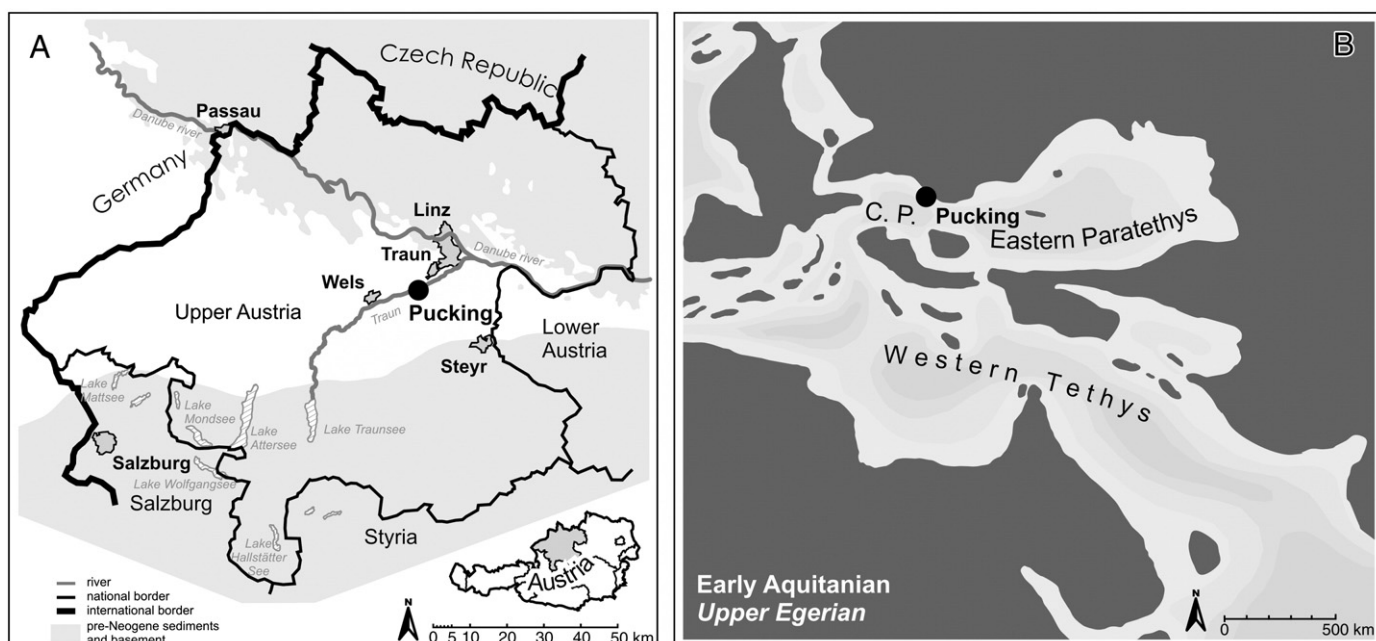 A
Czech Republic
Passau
Danube river
Germany
Linz
Traun
Danube river
Wels
Traun
Pucking
Upper Austria
Lower
Austria
Steyr
Lake
Mattsee
Lake
Mondsee
Lake
Attersee
Lake Traunsee
Salzburg
Lake Wolfgangsee
Salzburg
Styria
Lake
Hallstätter
See
Austria
river
national border
international border
pre-Neogene sediments
and basement
N
0 5 10 20 30 40 50 km
B
C. P.
Pucking
Eastern Paratethys
Western Tethys
Early Aquitanian
Upper Egerian
N
0 500 km